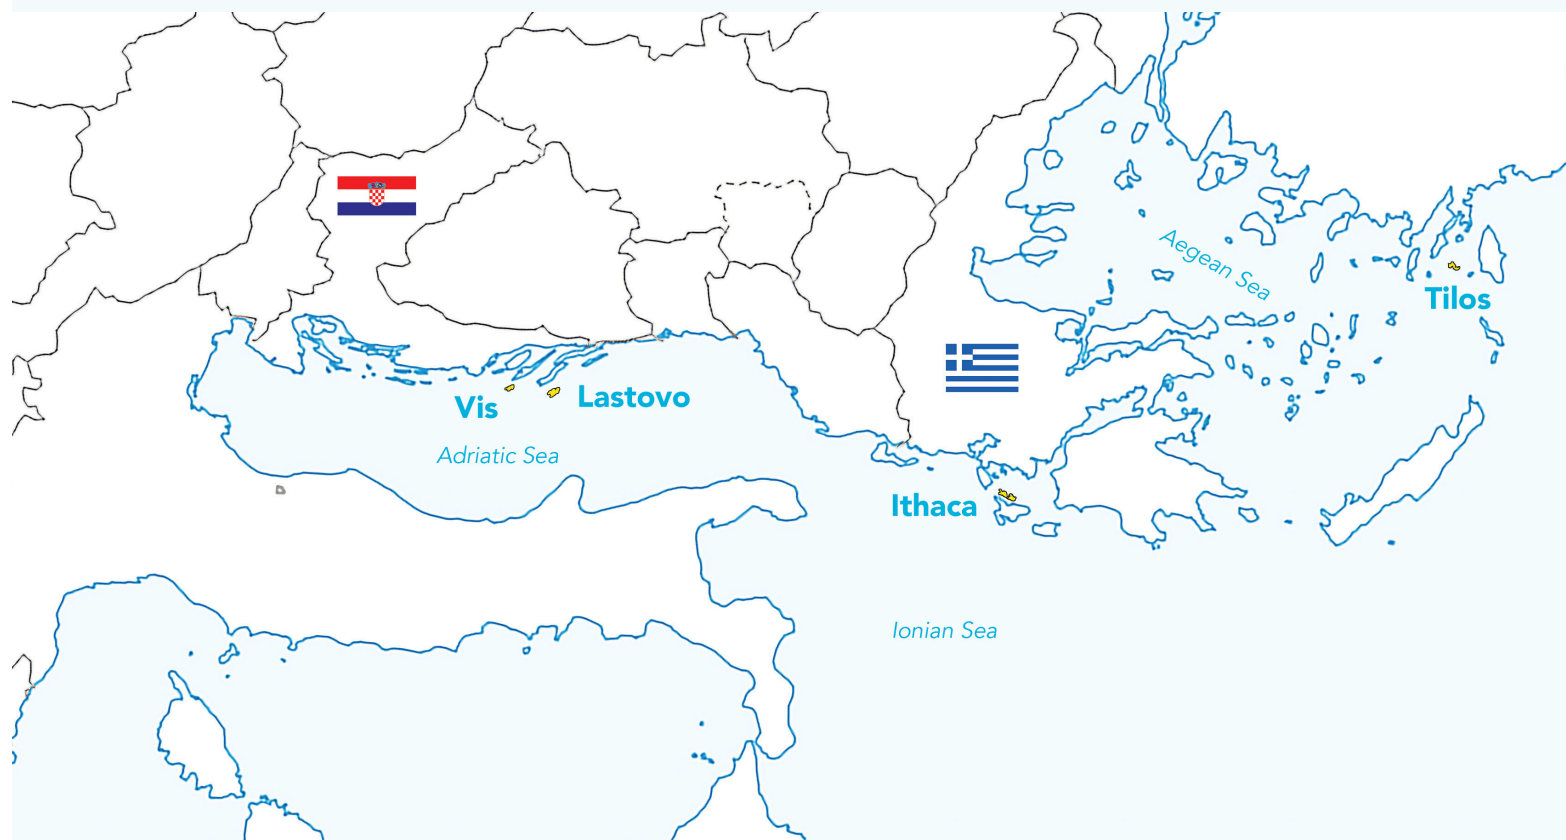 Aegean Sea
Tilos
Vis
Lastovo
Adriatic Sea
Ithaca
Ionian Sea